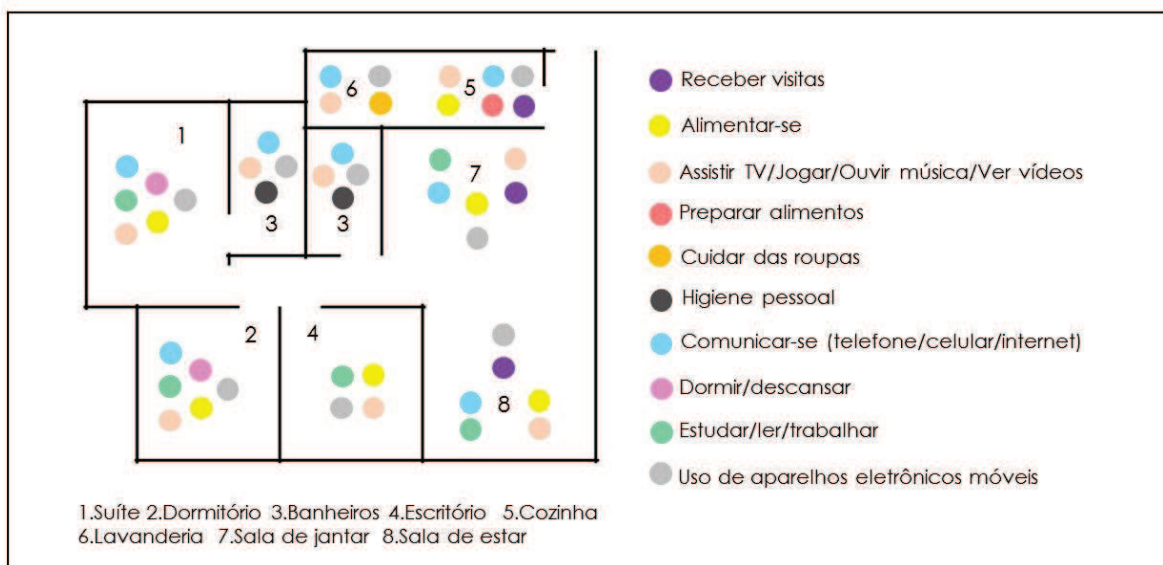 6
5
1
7
3
3
2
4
8
Receber visitas
Alimentar-se
Assistir TV/Jogar/Ouvir música/Ver vídeos
Preparar alimentos
Cuidar das roupas
Higiene pessoal
Comunicar-se (telefone/celular/internet)
Dormir/descansar
Estudar/ler/trabalhar
Uso de aparelhos eletrônicos móveis
1.Suíte 2.Dormitório 3.Banheiros 4.Escritório 5.Cozinha
6.Lavanderia 7.Sala de jantar 8.Sala de estar